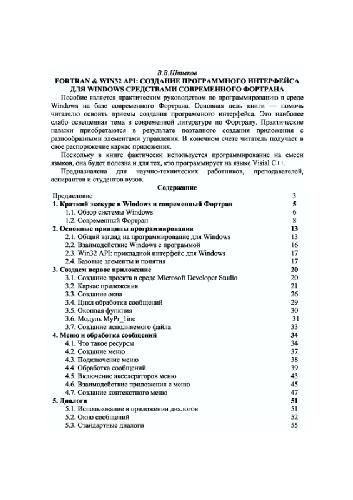 В.В.Штыков
FORTRAN & WIN32 API: СОЗДАНИЕ ПРОГРАММНОГО ИНТЕРФЕЙСА
ДЛЯ WINDOWS СРЕДСТВАМИ СОВРЕМЕННОГО ФОРТРАНА
Пособие является практическим руководством по программированию в среде
Windows на базе современного Фортрана. Основная цель книги — помочь
читателю освоить приемы создания программного интерфейса. Это наиболее
слабо освещенная тема в современной литературе по Фортрану. Практические
навыки приобретаются в результате поэтапного создания приложения с
разнообразными элементами управления. В конечном счете читатель получает в
свое распоряжение каркас приложения.
Поскольку в книге фактически используется программирование на смеси
языков, она будет полезна и для тех, кто программирует на языке Visial C++.
Предназначена для научно-технических работников, преподавателей,
аспирантов и студентов вузов.
Содержание
Предисловие 3
1. Краткий экскурс в Windows и современный Фортран 5
1.1. Обзор системы Windows 6
1.2. Современный Фортран 8
2. Основные принципы программирования 13
2.1. Общий взгляд на программирование для Windows 13
2.2. Взаимодействие Windows с программой 16
2.3. Win32 API: прикладной интерфейс для Windows 17
2.4. Базовые элементы и понятия 17
3. Создаем первое приложение 20
3.1. Создание проекта в среде Microsoft Developer Studio 20
3.2. Каркас приложения 21
3.3. Создание окна 26
3.4. Цикл обработки сообщений 29
3.5. Оконная функция 30
3.6. Модуль MyPr_1inc 31
3.7. Создание исполняемого файла 33
4. Меню и обработка сообщений 34
4.1. Что такое ресурсы 34
4.2. Создание меню 37
4.3. Подключение меню 38
4.4. Обработка сообщений 39
4.5. Включение акселераторов меню 43
4.6. Взаимодействие приложения с меню 45
4.7. Создание контекстного меню 47
5. Диалоги 51
5.1. Использование в приложении диалогов 51
5.2. Окно сообщений 52
5.3. Стандартные диалоги 55